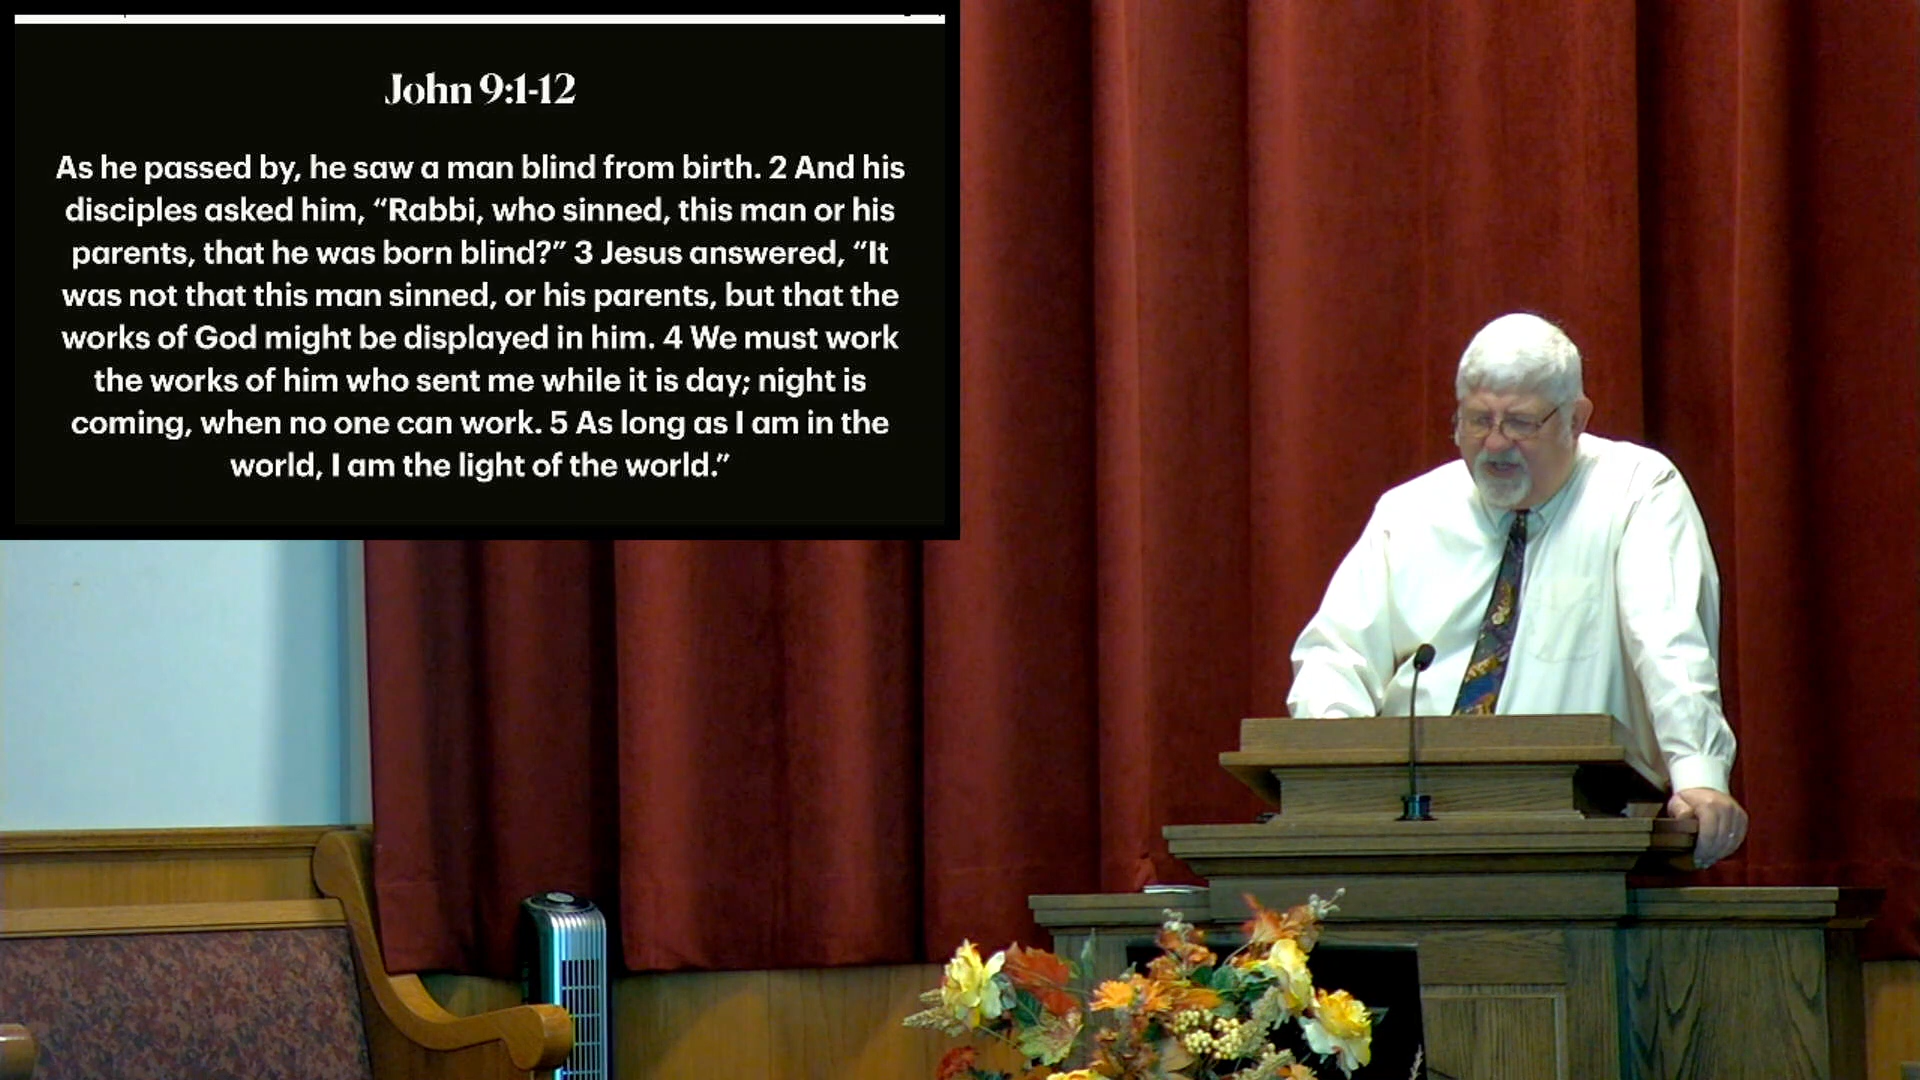 John 9:1-12
As he passed by, he saw a man blind from birth. 2 And his
disciples asked him, “Rabbi, who sinned, this man or his
parents, that he was born blind?” 3 Jesus answered, “It
was not that this man sinned, or his parents, but that the
works of God might be displayed in him. 4 We must work
the works of him who sent me while it is day; night is
coming, when no one can work. 5 As long as I am in the
world, I am the light of the world.”